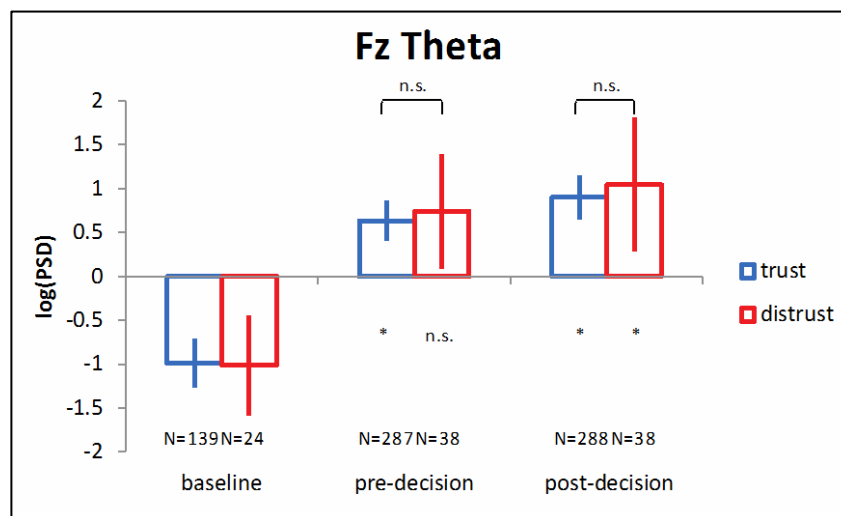 Fz Theta
n.s. n.s.
2
1.5
1
0.5
0
-0.5
-1
-1.5
-2
log(PSD)
* n.s. * *
N=139 N=24 N=287 N=38 N=288 N=38
baseline pre-decision post-decision
trust
distrust